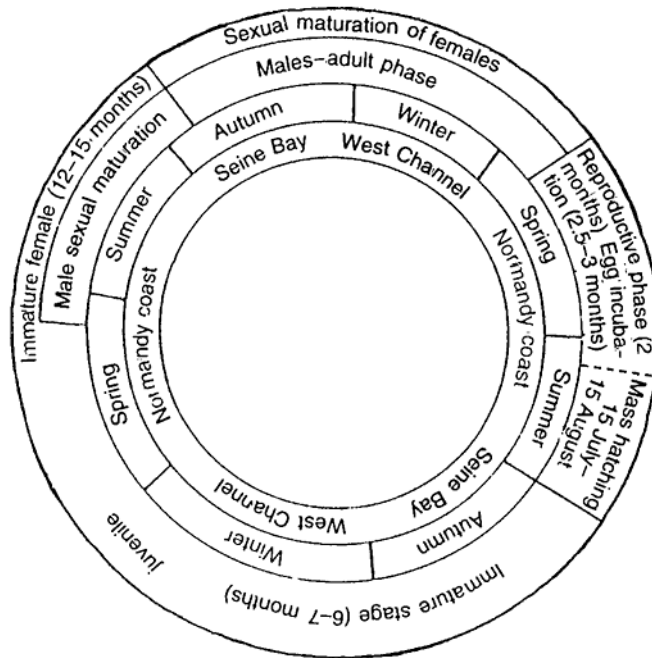 Sexual maturation of females
Males–adult phase
Autumn
Winter
Seine Bay
West Channel
Reproductive phase (2
months) Egg incuba-
tion (2.5–3 months)
Spring
Normandy coast
Mass hatching
15 July–
15 August
Summer
Seine Bay
Autumn
West Channel
Winter
Immature stage (6–7 months)
juvenile
Spring
Normandy coast
Summer
Male sexual maturation
Immature female (12–15 months)